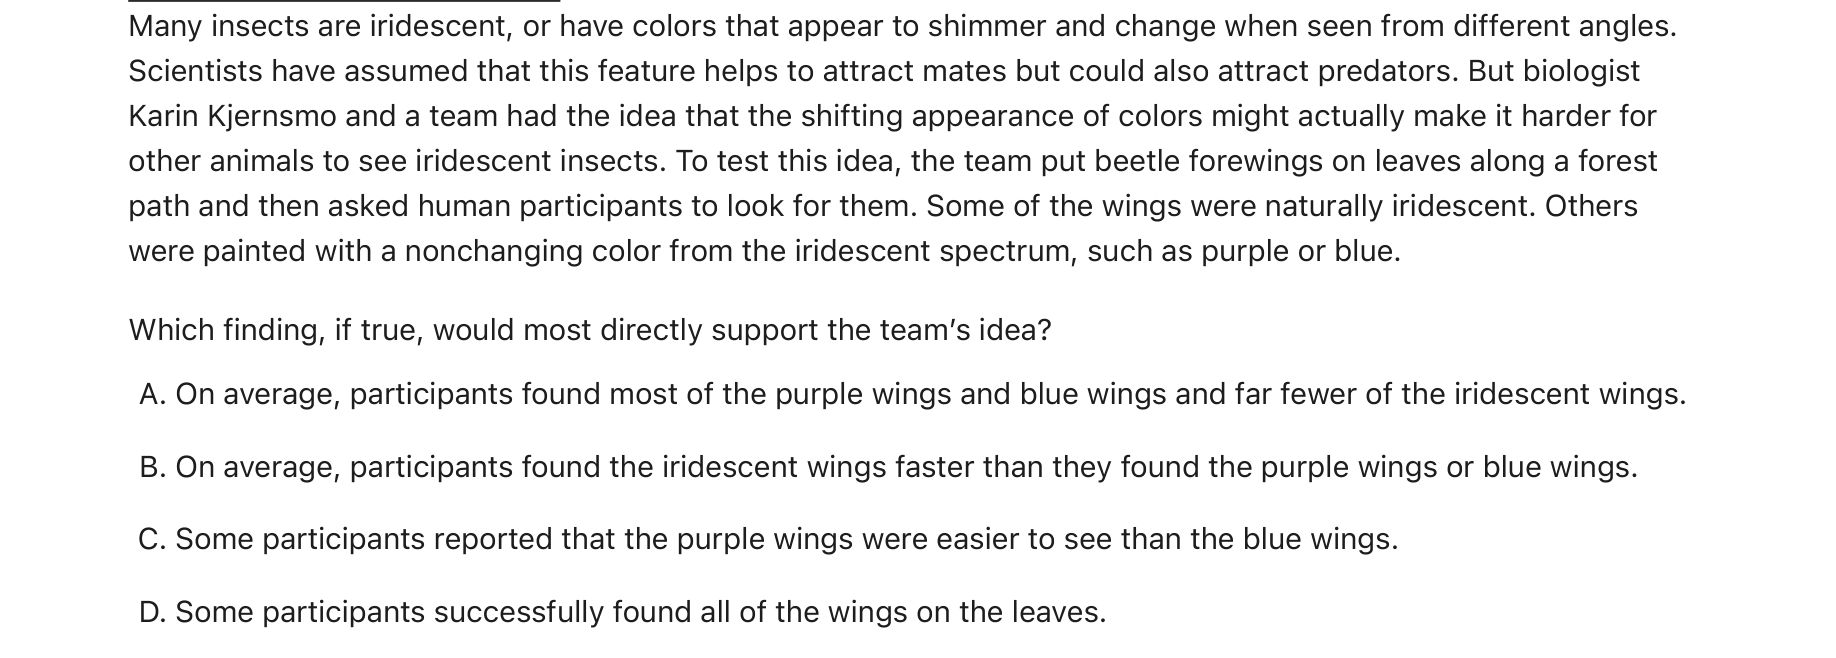 Many insects are iridescent, or have colors that appear to shimmer and change when seen from different angles.
Scientists have assumed that this feature helps to attract mates but could also attract predators. But biologist
Karin Kjernsmo and a team had the idea that the shifting appearance of colors might actually make it harder for
other animals to see iridescent insects. To test this idea, the team put beetle forewings on leaves along a forest
path and then asked human participants to look for them. Some of the wings were naturally iridescent. Others
were painted with a nonchanging color from the iridescent spectrum, such as purple or blue.
Which finding, if true, would most directly support the team’s idea?
A. On average, participants found most of the purple wings and blue wings and far fewer of the iridescent wings.
B. On average, participants found the iridescent wings faster than they found the purple wings or blue wings.
C. Some participants reported that the purple wings were easier to see than the blue wings.
D. Some participants successfully found all of the wings on the leaves.